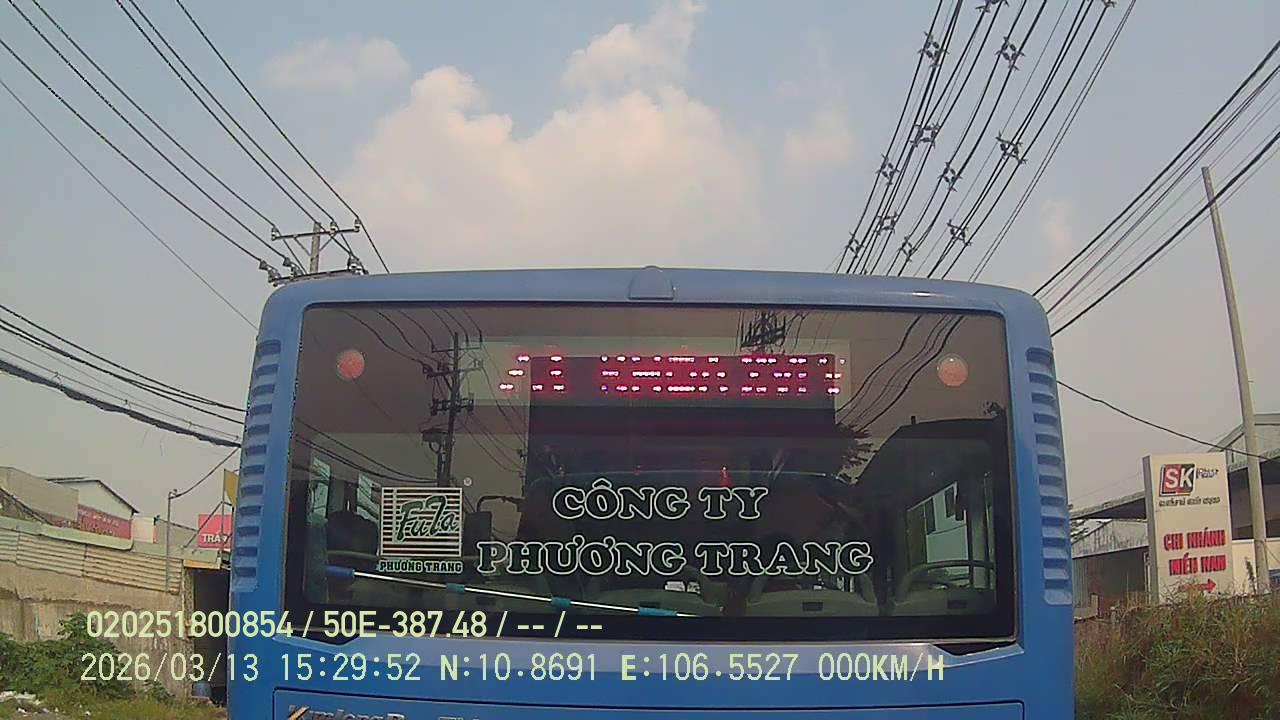 CÔNG TY
FuTa
PHƯƠNG TRANG
PHƯƠNG TRANG
SK
CHI NHÁNH
MIỀN NAM
TRÀ
020251800854 / 50E-387.48 / -- / --
2026/03/13 15:29:52 N:10.8691 E:106.5527 000KM/H